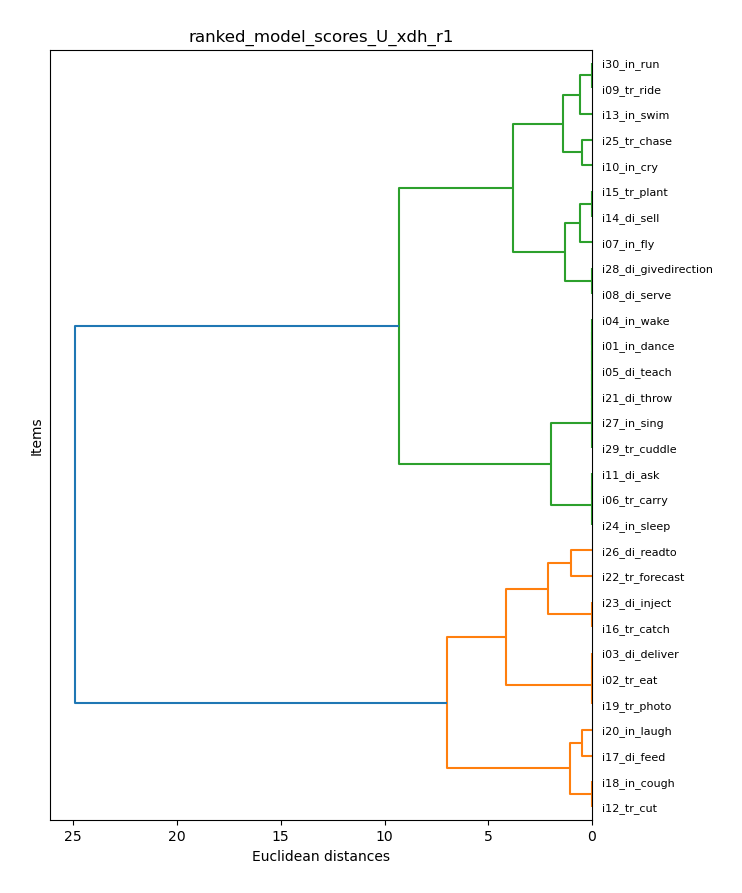 ranked_model_scores_U_xdh_r1
i30_in_run
i09_tr_ride
i13_in_swim
i25_tr_chase
i10_in_cry
i15_tr_plant
i14_di_sell
i07_in_fly
i28_di_givedirection
i08_di_serve
i04_in_wake
i01_in_dance
i05_di_teach
i21_di_throw
i27_in_sing
i29_tr_cuddle
i11_di_ask
i06_tr_carry
i24_in_sleep
i26_di_readto
i22_tr_forecast
i23_di_inject
i16_tr_catch
i03_di_deliver
i02_tr_eat
i19_tr_photo
i20_in_laugh
i17_di_feed
i18_in_cough
i12_tr_cut
Items
25 20 15 10 5 0
Euclidean distances